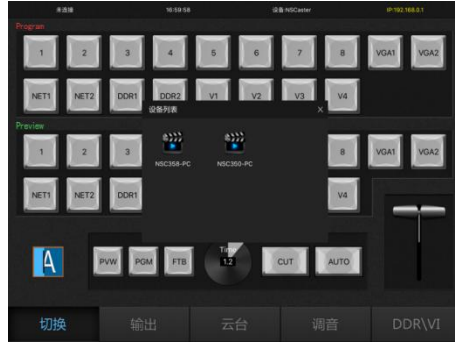 未连接 16:59:58 设备:NSCaster IP:192.168.0.1
Program
1 2 3 4 5 6 7 8 VGA1 VGA2
NET1 NET2 DDR1 DDR2 V1 V2 V3 V4
设备列表 X
Preview
1 2 3 8 VGA1 VGA2
NSC358-PC NSC350-PC
NET1 NET2 DDR1 V4
A PVW PGM FTB Time 1.2 CUT AUTO
切换 输出 云台 调音 DDR\VI